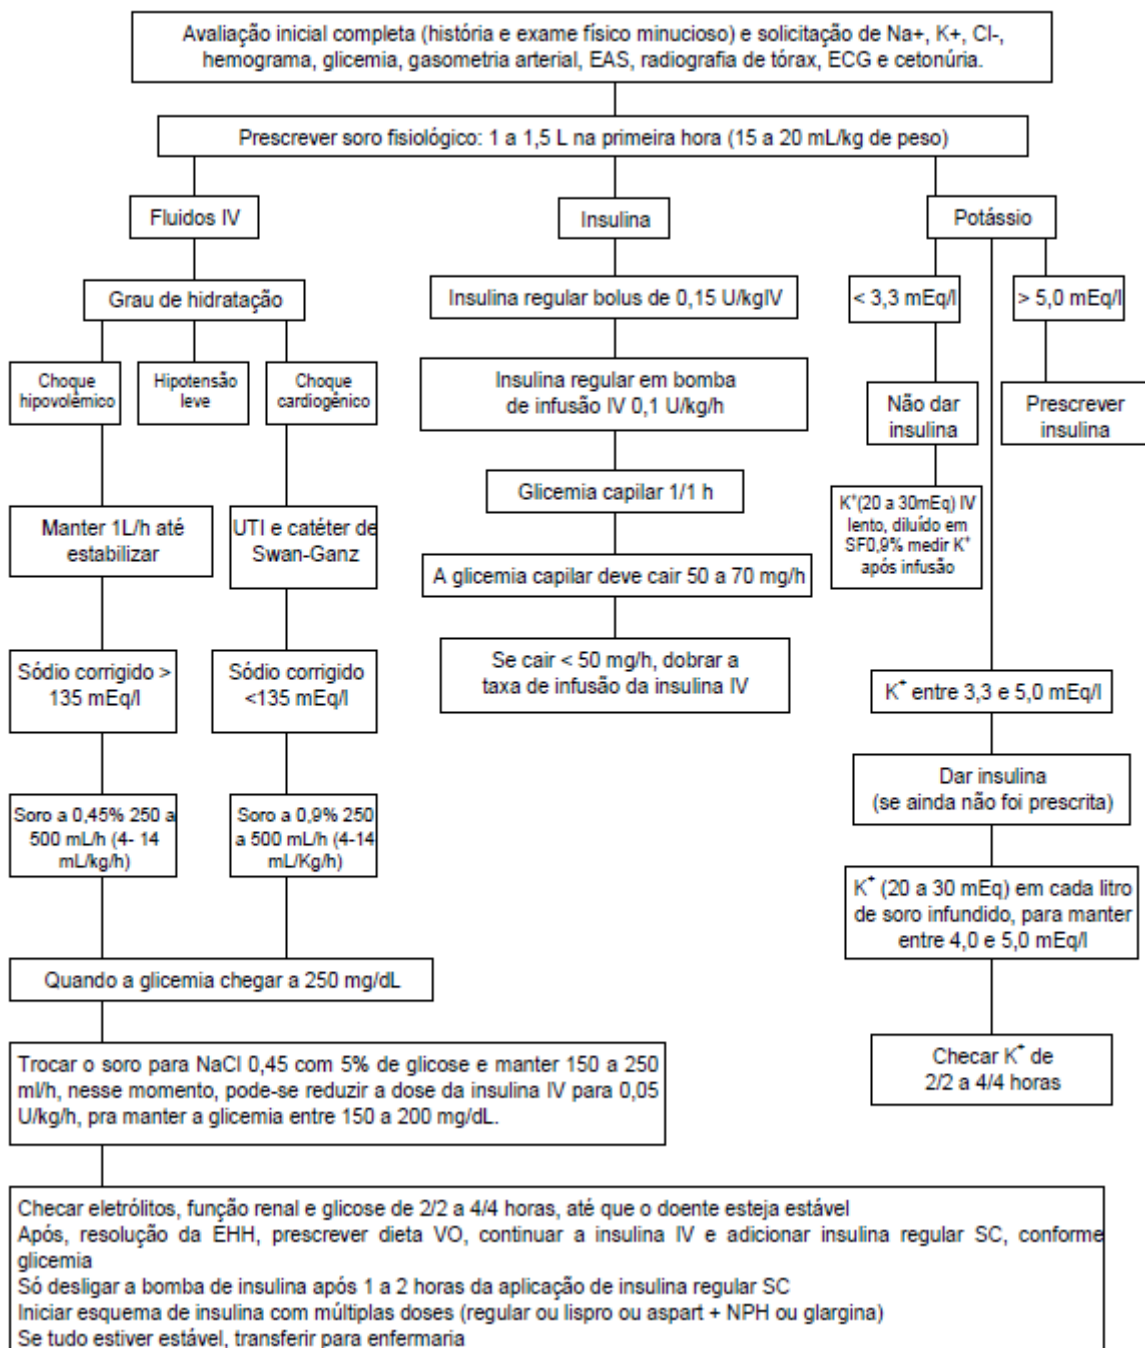 Avaliação inicial completa (história e exame físico minucioso) e solicitação de Na+, K+, Cl-,
hemograma, glicemia, gasometria arterial, EAS, radiografia de tórax, ECG e cetonúria.
Prescrever soro fisiológico: 1 a 1,5 L na primeira hora (15 a 20 mL/kg de peso)
Fluidos IV
Grau de hidratação
Choque
hipovolêmico
Hipotensão
leve
Choque
cardiogênico
Manter 1L/h até
estabilizar
UTI e catéter de
Swan-Ganz
Sódio corrigido >
135 mEq/l
Sódio corrigido
<135 mEq/l
Soro a 0,45% 250 a
500 mL/h (4- 14
mL/kg/h)
Soro a 0,9% 250
a 500 mL/h (4-14
mL/Kg/h)
Insulina
Insulina regular bolus de 0,15 U/kgIV
Insulina regular em bomba
de infusão IV 0,1 U/kg/h
Glicemia capilar 1/1 h
A glicemia capilar deve cair 50 a 70 mg/h
Se cair < 50 mg/h, dobrar a
taxa de infusão da insulina IV
Potássio
< 3,3 mEq/l
Não dar
insulina
K⁺(20 a 30mEq) IV
lento, diluído em
SF0,9% medir K⁺
após infusão
> 5,0 mEq/l
Prescrever
insulina
K⁺ entre 3,3 e 5,0 mEq/l
Dar insulina
(se ainda não foi prescrita)
K⁺ (20 a 30 mEq) em cada litro
de soro infundido, para manter
entre 4,0 e 5,0 mEq/l
Checar K⁺ de
2/2 a 4/4 horas
Quando a glicemia chegar a 250 mg/dL
Trocar o soro para NaCl 0,45 com 5% de glicose e manter 150 a 250
ml/h, nesse momento, pode-se reduzir a dose da insulina IV para 0,05
U/kg/h, pra manter a glicemia entre 150 a 200 mg/dL.
Checar eletrólitos, função renal e glicose de 2/2 a 4/4 horas, até que o doente esteja estável
Após, resolução da EHH, prescrever dieta VO, continuar a insulina IV e adicionar insulina regular SC, conforme
glicemia
Só desligar a bomba de insulina após 1 a 2 horas da aplicação de insulina regular SC
Iniciar esquema de insulina com múltiplas doses (regular ou lispro ou aspart + NPH ou glargina)
Se tudo estiver estável, transferir para enfermaria